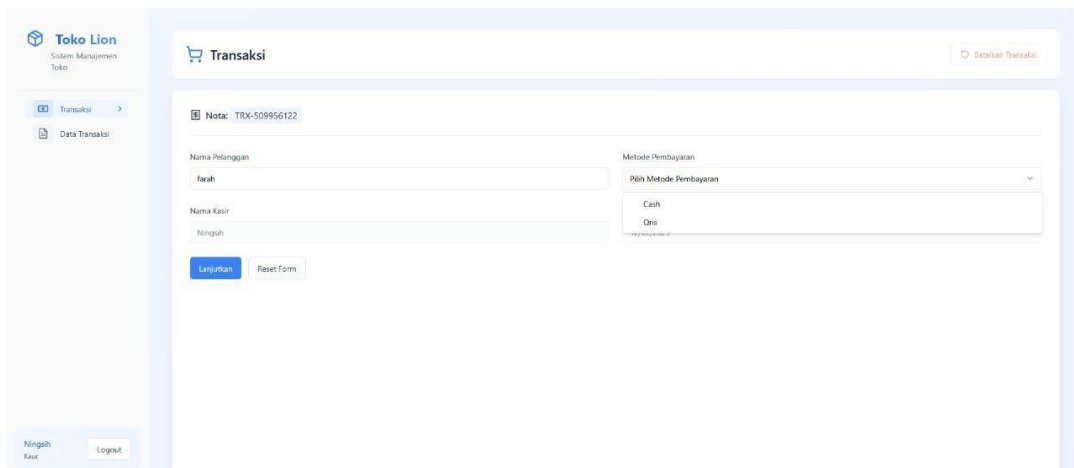 Toko Lion
Sistem Manajemen
Toko
Transaksi
Data Transaksi
Ningsih
Kasir
Logout
Transaksi
Batalkan Transaksi
Nota: TRX-509956122
Nama Pelanggan
farah
Metode Pembayaran
Pilih Metode Pembayaran
Cash
Qris
Nama Kasir
Ningsih
Lanjutkan
Reset Form